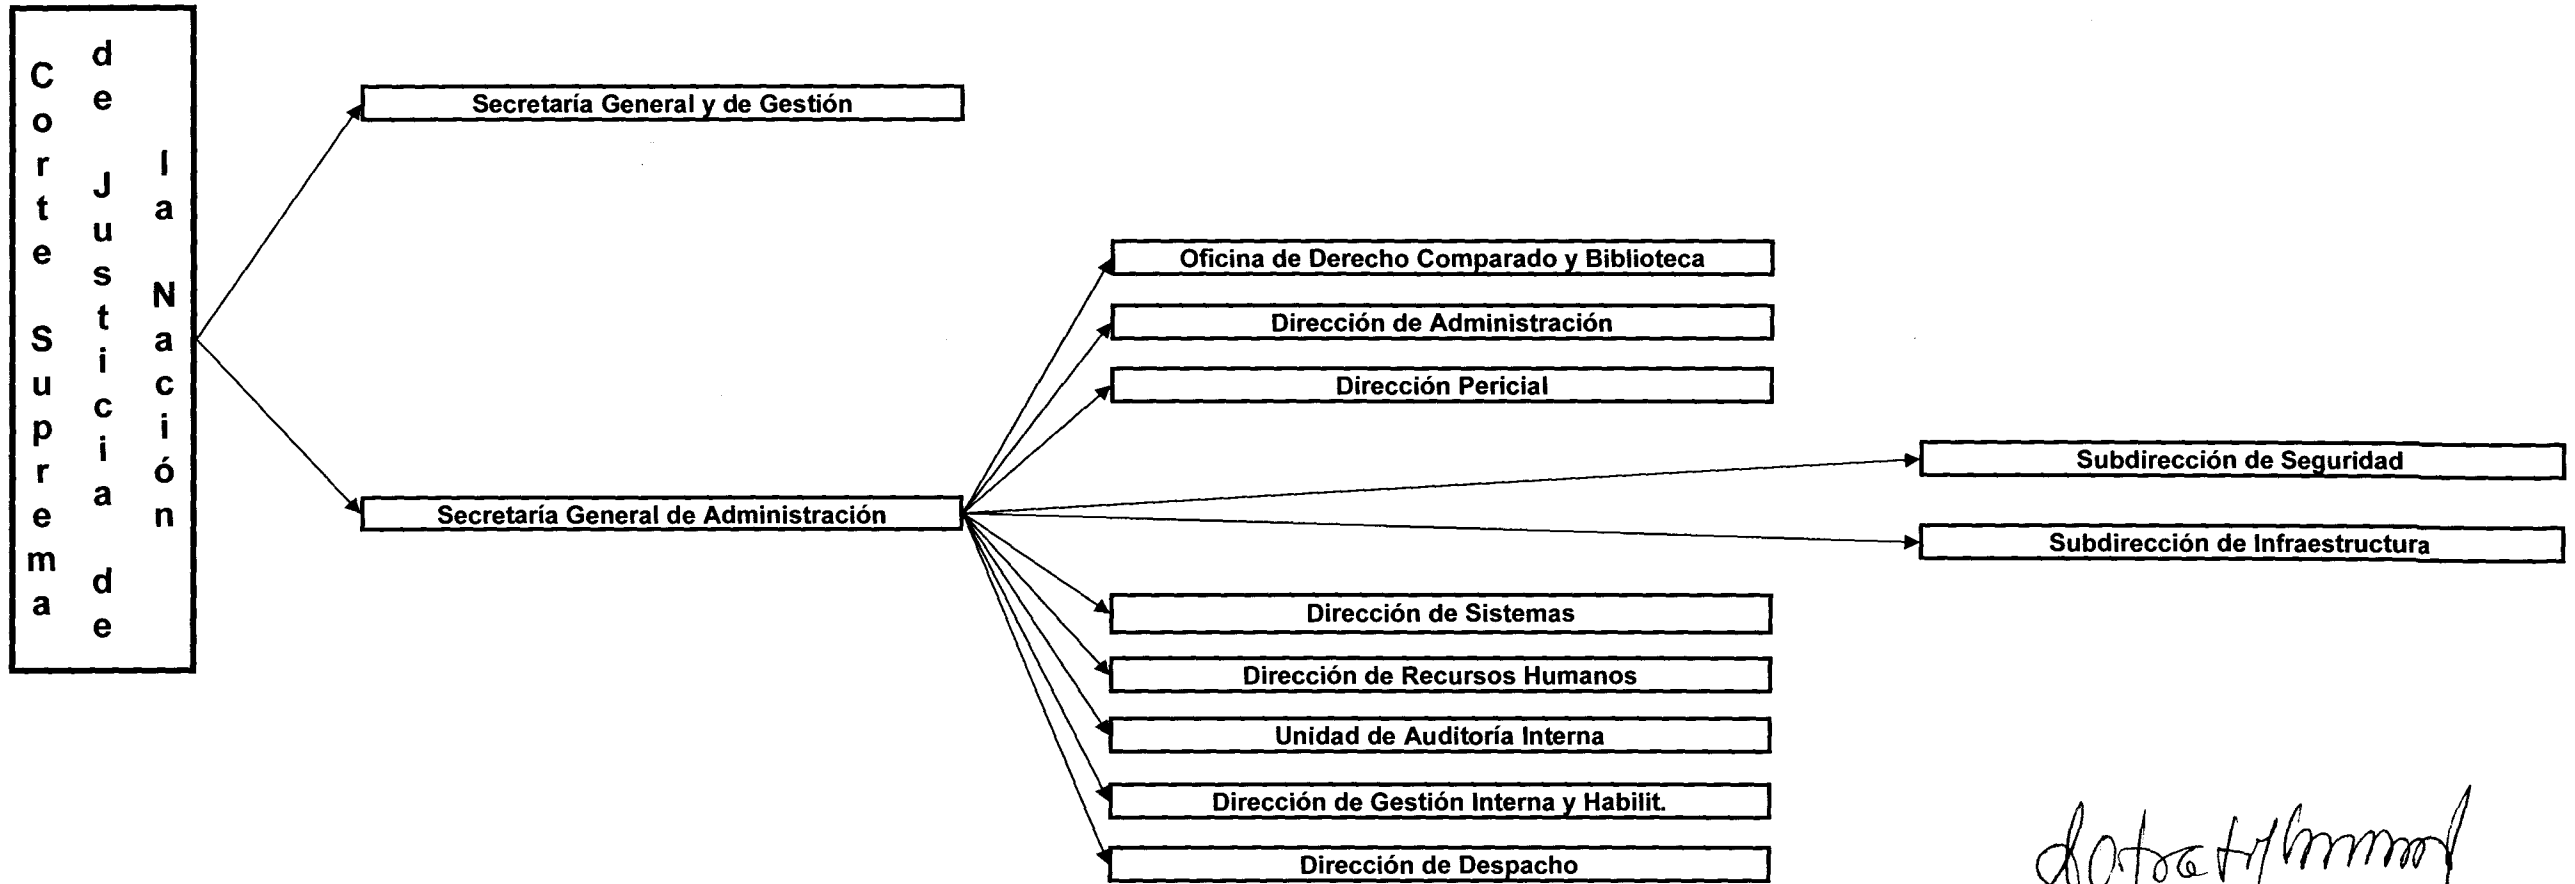 Corte Suprema
de Justicia de
la Nación
Secretaría General y de Gestión
Oficina de Derecho Comparado y Biblioteca
Dirección de Administración
Dirección Pericial
Subdirección de Seguridad
Secretaría General de Administración
Subdirección de Infraestructura
Dirección de Sistemas
Dirección de Recursos Humanos
Unidad de Auditoría Interna
Dirección de Gestión Interna y Habilit.
Dirección de Despacho